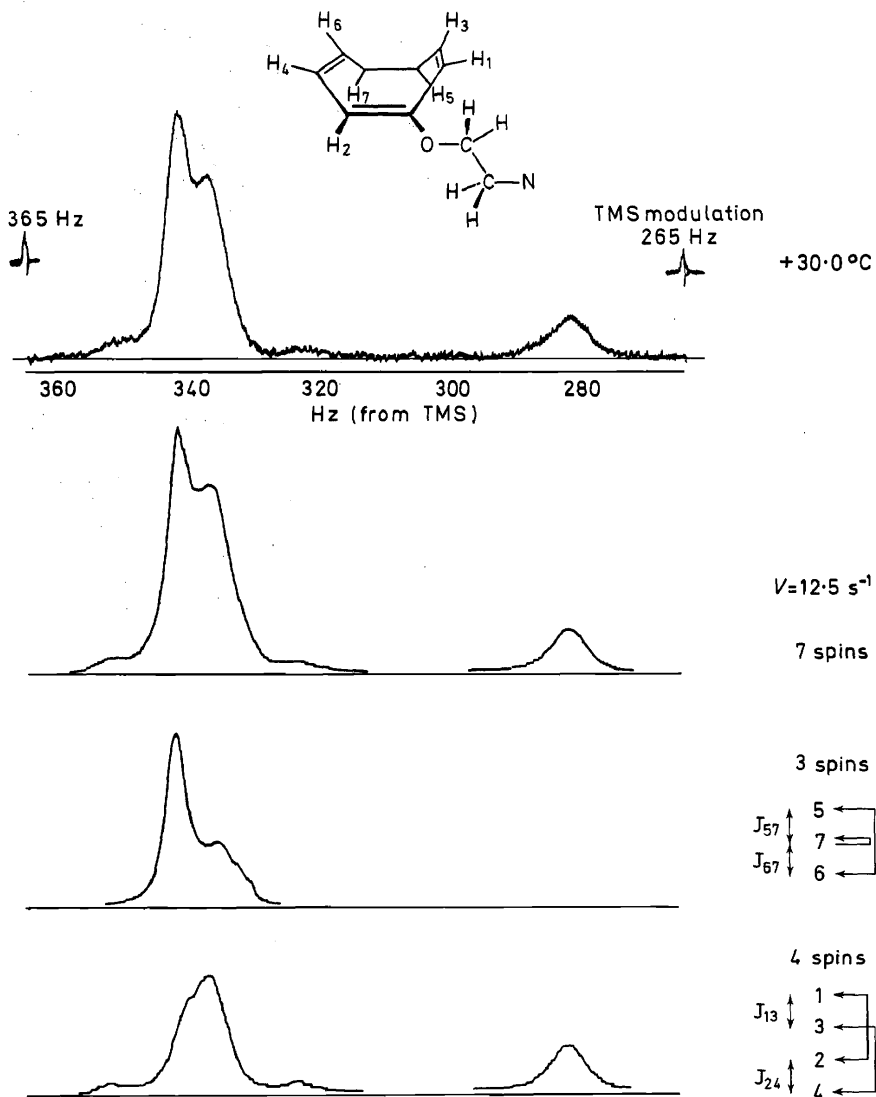 H6
H3
H4
H1
H7
H5
H
H
H2
O
C
H
C
N
H
365 Hz
TMS modulation
265 Hz
+30·0 °C
360
340
320
300
280
Hz (from TMS)
V=12·5 s⁻¹
7 spins
3 spins
J57
5
7
J67
6
4 spins
J13
1
3
J24
2
4